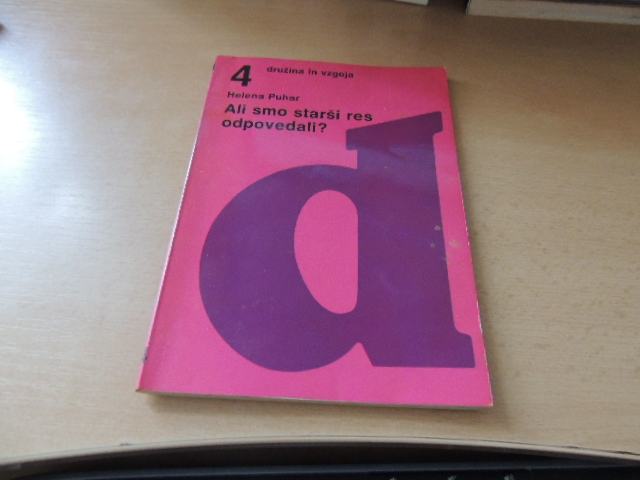 4 družina in vzgoja
Helena Puhar
Ali smo starši res
odpovedali?
d